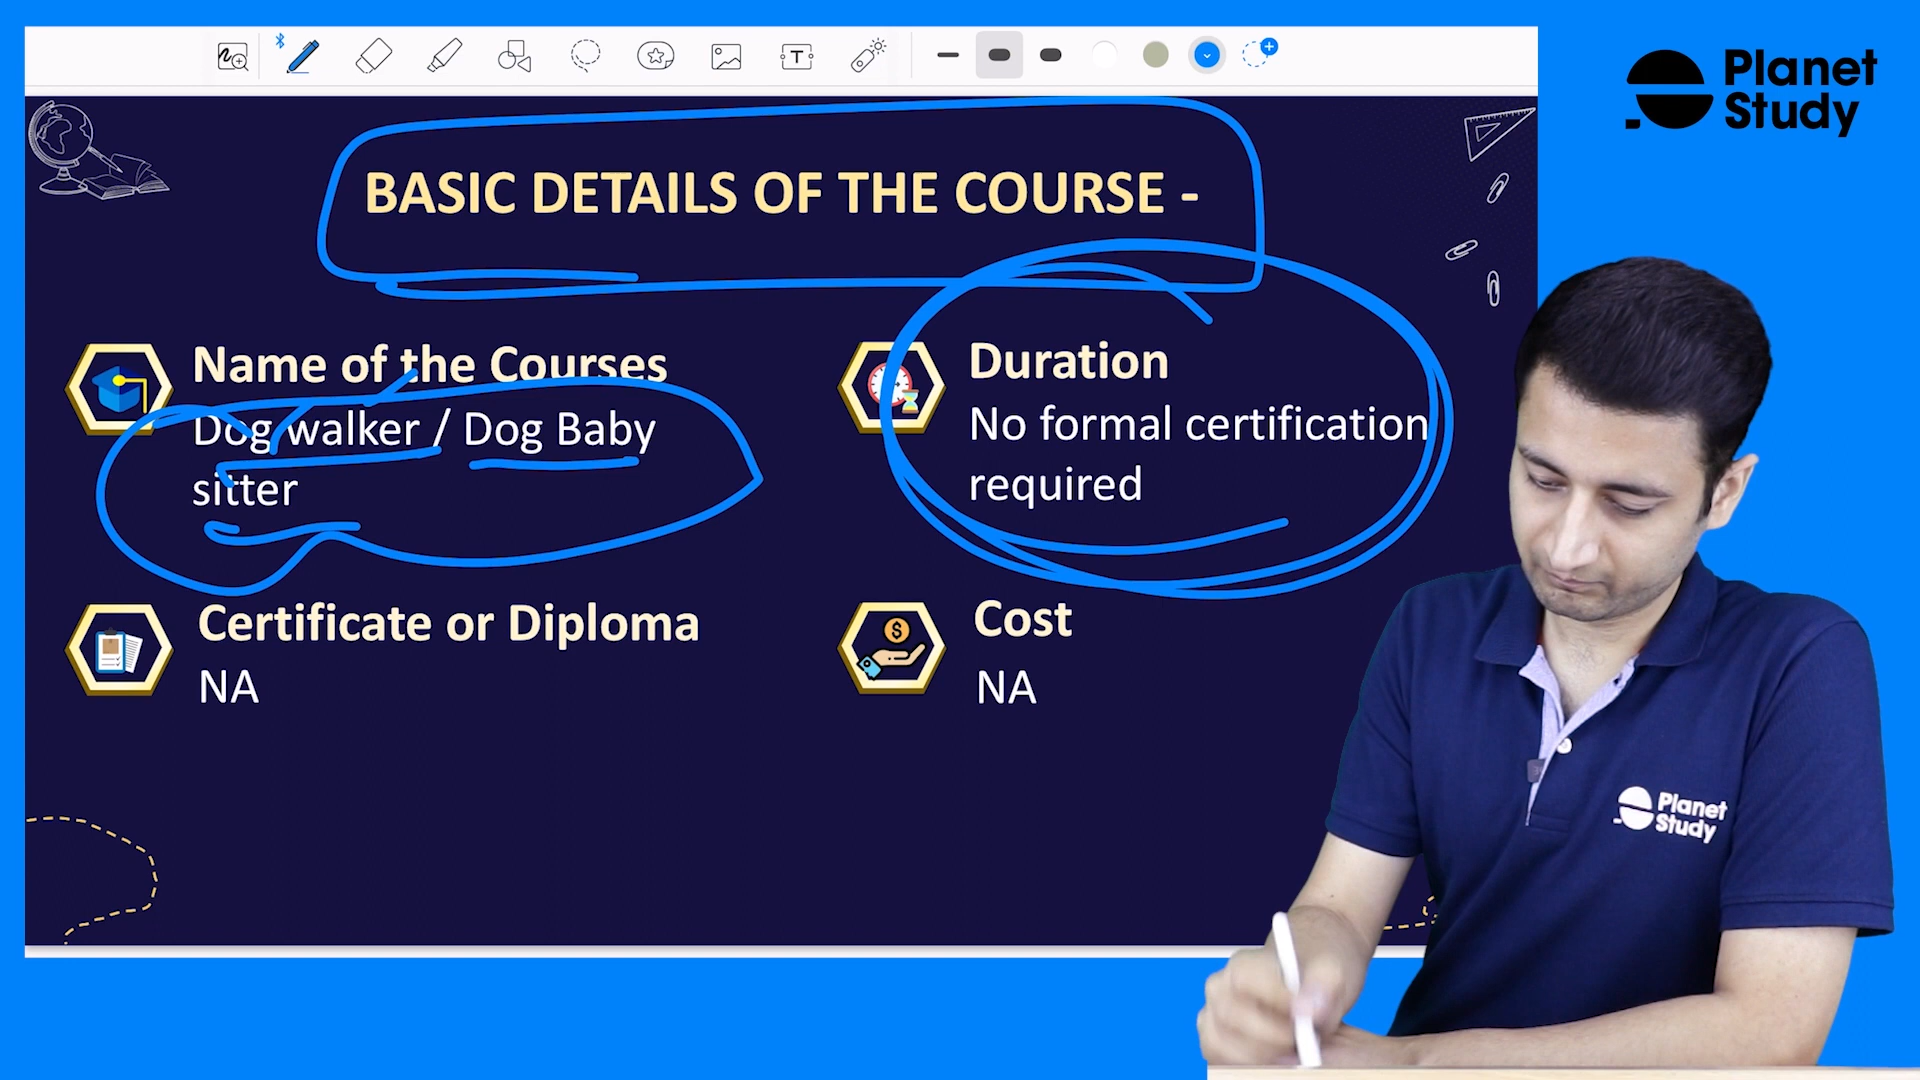 Planet
Study
BASIC DETAILS OF THE COURSE -
Name of the Courses
Dog walker / Dog Baby
sitter
Duration
No formal certification
required
Certificate or Diploma
NA
Cost
NA
Planet
Study